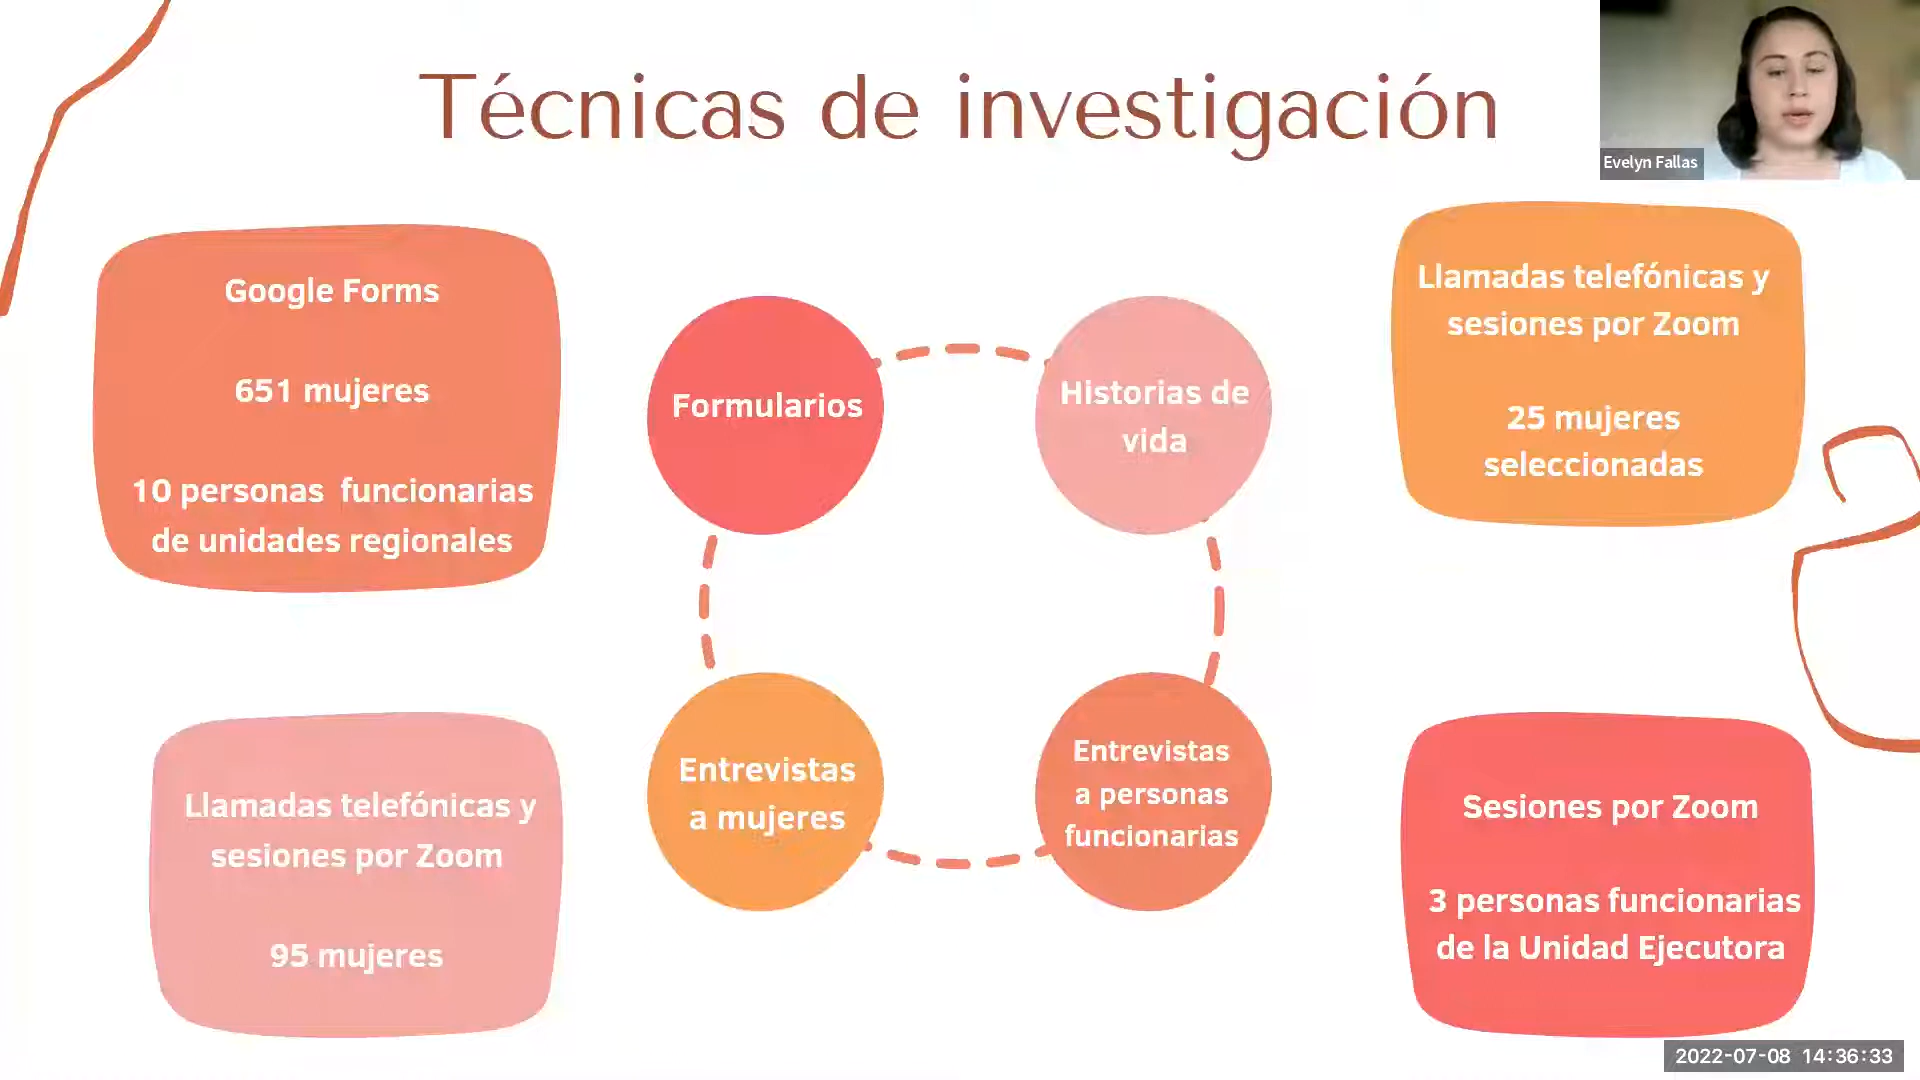 Técnicas de investigación
Evelyn Fallas
Google Forms
651 mujeres
10 personas funcionarias
de unidades regionales
Formularios
Historias de
vida
Llamadas telefónicas y
sesiones por Zoom
25 mujeres
seleccionadas
Llamadas telefónicas y
sesiones por Zoom
95 mujeres
Entrevistas
a mujeres
Entrevistas
a personas
funcionarias
Sesiones por Zoom
3 personas funcionarias
de la Unidad Ejecutora
2022-07-08 14:36:33